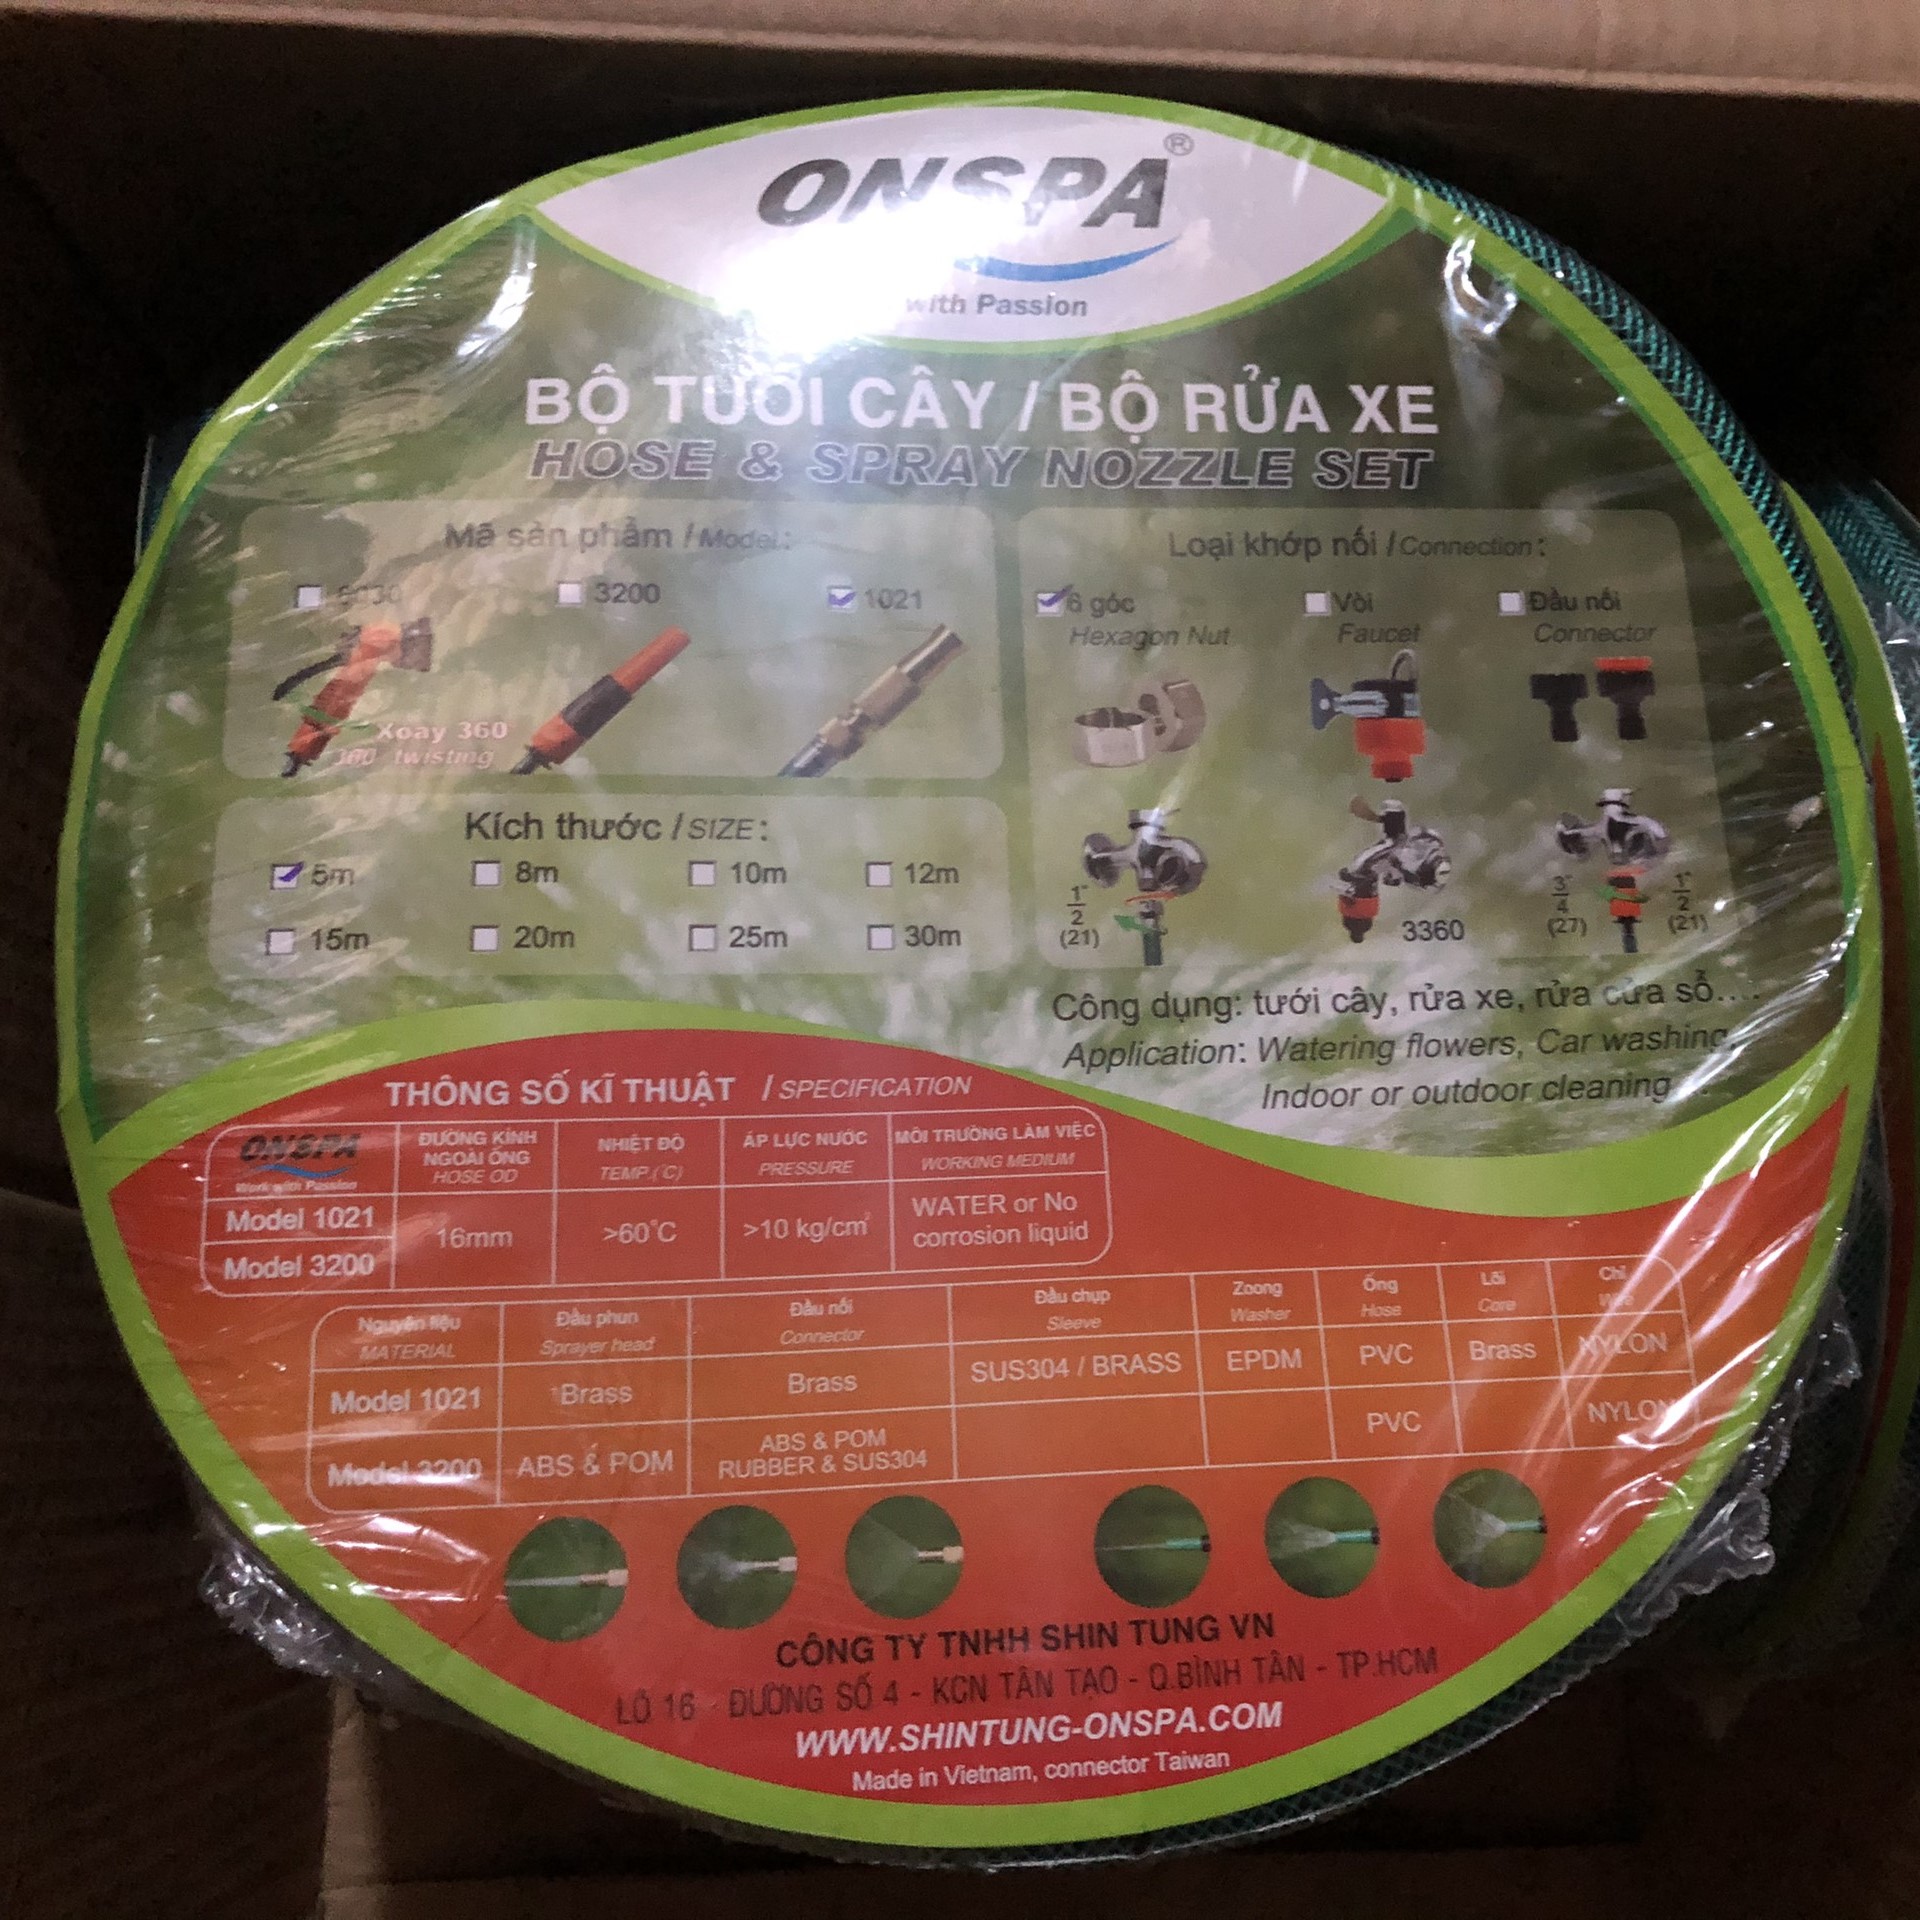 ONSPA®
with Passion
BỘ TƯỚI CÂY / BỘ RỬA XE
HOSE & SPRAY NOZZLE SET
Mã sản phẩm / Model:
3200
1021
Xoay 360
360 twisting
Kích thước / SIZE:
5m
8m
10m
12m
15m
20m
25m
30m
Loại khớp nối / Connection:
6 góc
Hexagon Nut
Vòi
Faucet
Đầu nối
Connector
1"/2
(21)
3360
3"/4
(27)
1"/2
(21)
Công dụng: tưới cây, rửa xe, rửa cửa sổ....
Application: Watering flowers, Car washing,
Indoor or outdoor cleaning
THÔNG SỐ KĨ THUẬT / SPECIFICATION
ONSPA
Work with Passion
ĐƯỜNG KÍNH
NGOÀI ỐNG
HOSE OD
NHIỆT ĐỘ
TEMP.(°C)
ÁP LỰC NƯỚC
PRESSURE
MÔI TRƯỜNG LÀM VIỆC
WORKING MEDIUM
Model 1021
Model 3200
16mm
>60°C
>10 kg/cm²
WATER or No
corrosion liquid
Nguyên liệu
MATERIAL
Đầu phun
Sprayer head
Đầu nối
Connector
Đầu chụp
Sleeve
Zoong
Washer
Ống
Hose
Lõi
Core
Chỉ
Model 1021
Brass
Brass
SUS304 / BRASS
EPDM
PVC
Brass
NYLON
Model 3200
ABS & POM
ABS & POM
RUBBER & SUS304
PVC
NYLON
CÔNG TY TNHH SHIN TUNG VN
LÔ 16 - ĐƯỜNG SỐ 4 - KCN TÂN TẠO - Q.BÌNH TÂN - TP.HCM
WWW.SHINTUNG-ONSPA.COM
Made in Vietnam, connector Taiwan